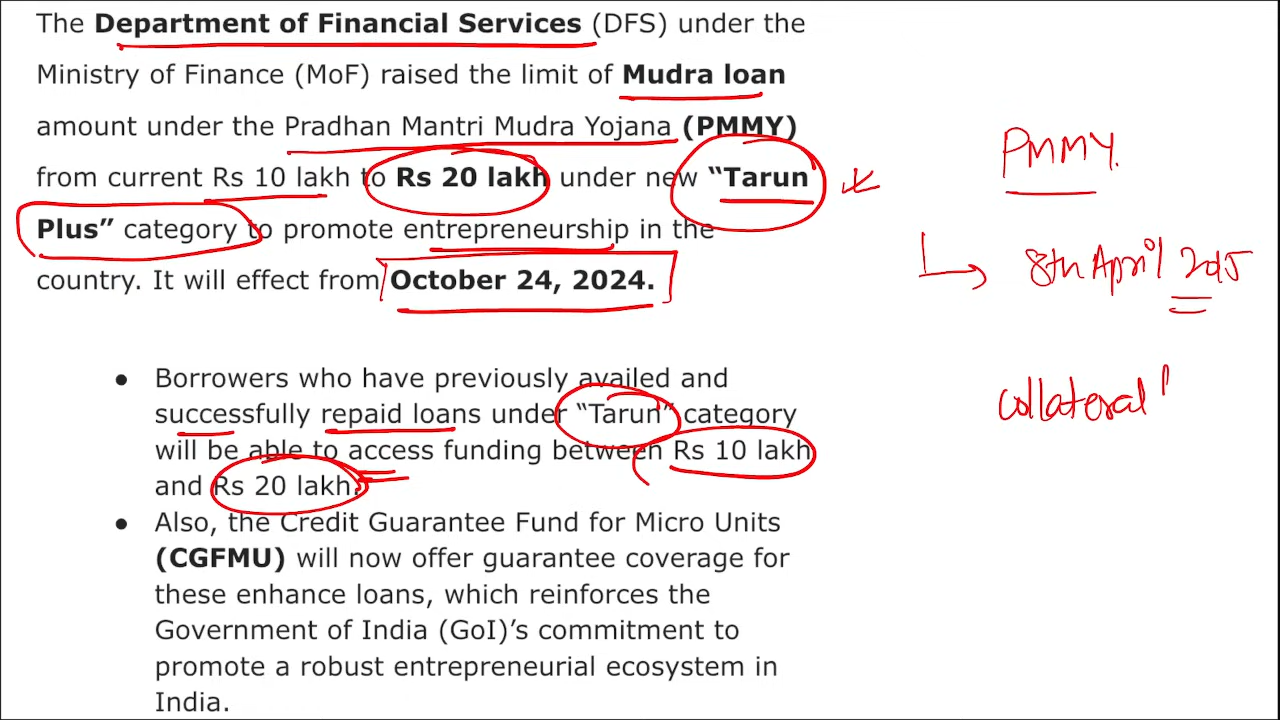 The Department of Financial Services (DFS) under the
Ministry of Finance (MoF) raised the limit of Mudra loan
amount under the Pradhan Mantri Mudra Yojana (PMMY)
from current Rs 10 lakh to Rs 20 lakh under new “Tarun
Plus” category to promote entrepreneurship in the
country. It will effect from October 24, 2024.
• Borrowers who have previously availed and
successfully repaid loans under “Tarun” category
will be able to access funding between Rs 10 lakh
and Rs 20 lakh.
• Also, the Credit Guarantee Fund for Micro Units
(CGFMU) will now offer guarantee coverage for
these enhance loans, which reinforces the
Government of India (GoI)’s commitment to
promote a robust entrepreneurial ecosystem in
India.
PMMY.
8th April 2015
Collateral